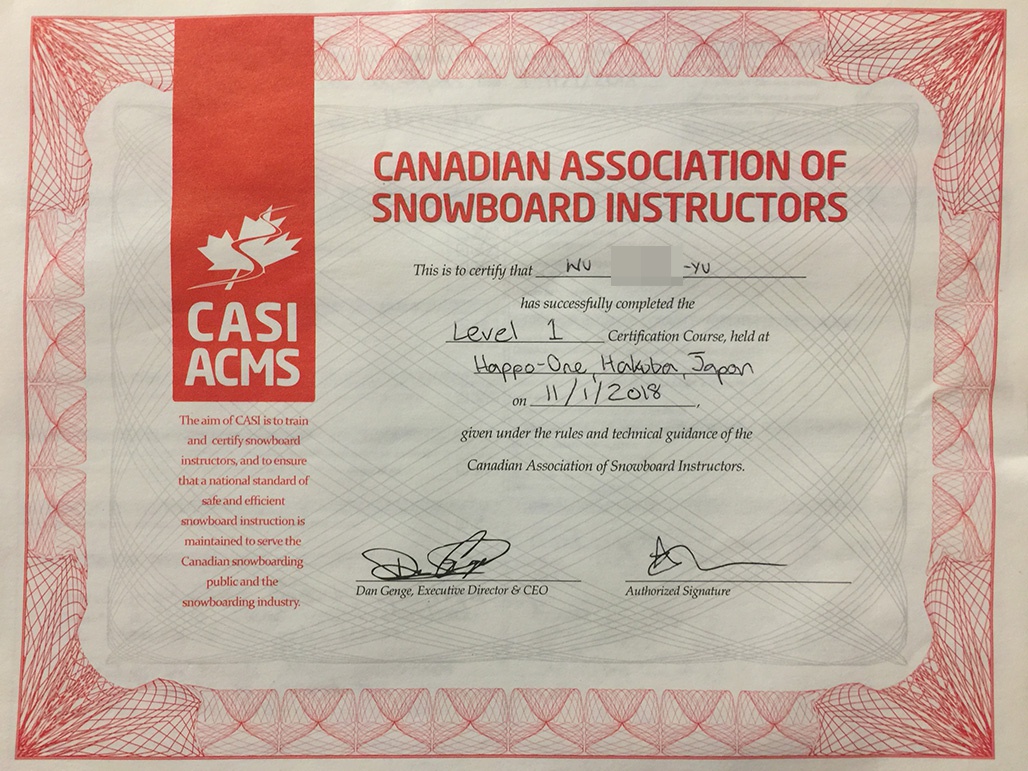 CANADIAN ASSOCIATION OF
SNOWBOARD INSTRUCTORS
This is to certify that WU -YU
has successfully completed the
Level 1 Certification Course, held at
Happo-One, Hakuba, Japan
on 11/1/2018,
given under the rules and technical guidance of the
Canadian Association of Snowboard Instructors.
Dan Genge, Executive Director & CEO
Authorized Signature
CASI
ACMS
The aim of CASI is to train
and certify snowboard
instructors, and to ensure
that a national standard of
safe and efficient
snowboard instruction is
maintained to serve the
Canadian snowboarding
public and the
snowboarding industry.